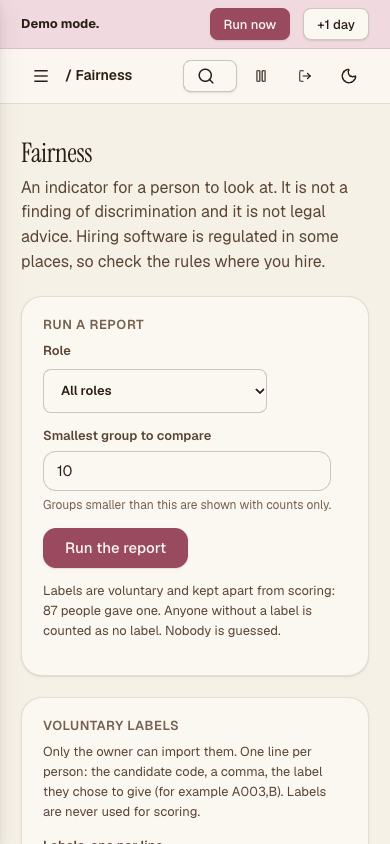 Demo mode.
Run now
+1 day
/ Fairness
Fairness
An indicator for a person to look at. It is not a
finding of discrimination and it is not legal
advice. Hiring software is regulated in some
places, so check the rules where you hire.
RUN A REPORT
Role
All roles
Smallest group to compare
10
Groups smaller than this are shown with counts only.
Run the report
Labels are voluntary and kept apart from scoring:
87 people gave one. Anyone without a label is
counted as no label. Nobody is guessed.
VOLUNTARY LABELS
Only the owner can import them. One line per
person: the candidate code, a comma, the label
they chose to give (for example A003,B). Labels
are never used for scoring.
Labels, one per line